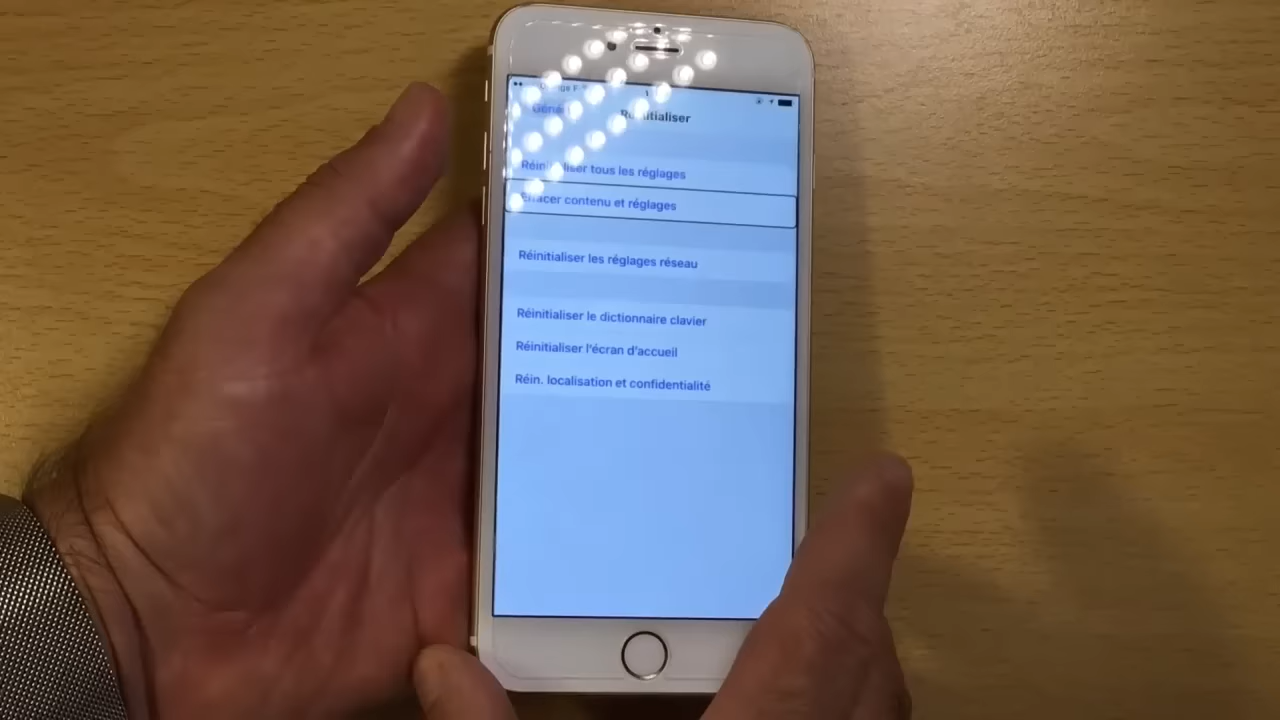 Réinitialiser
Réinitialiser tous les réglages
Effacer contenu et réglages
Réinitialiser les réglages réseau
Réinitialiser le dictionnaire clavier
Réinitialiser l'écran d'accueil
Réin. localisation et confidentialité